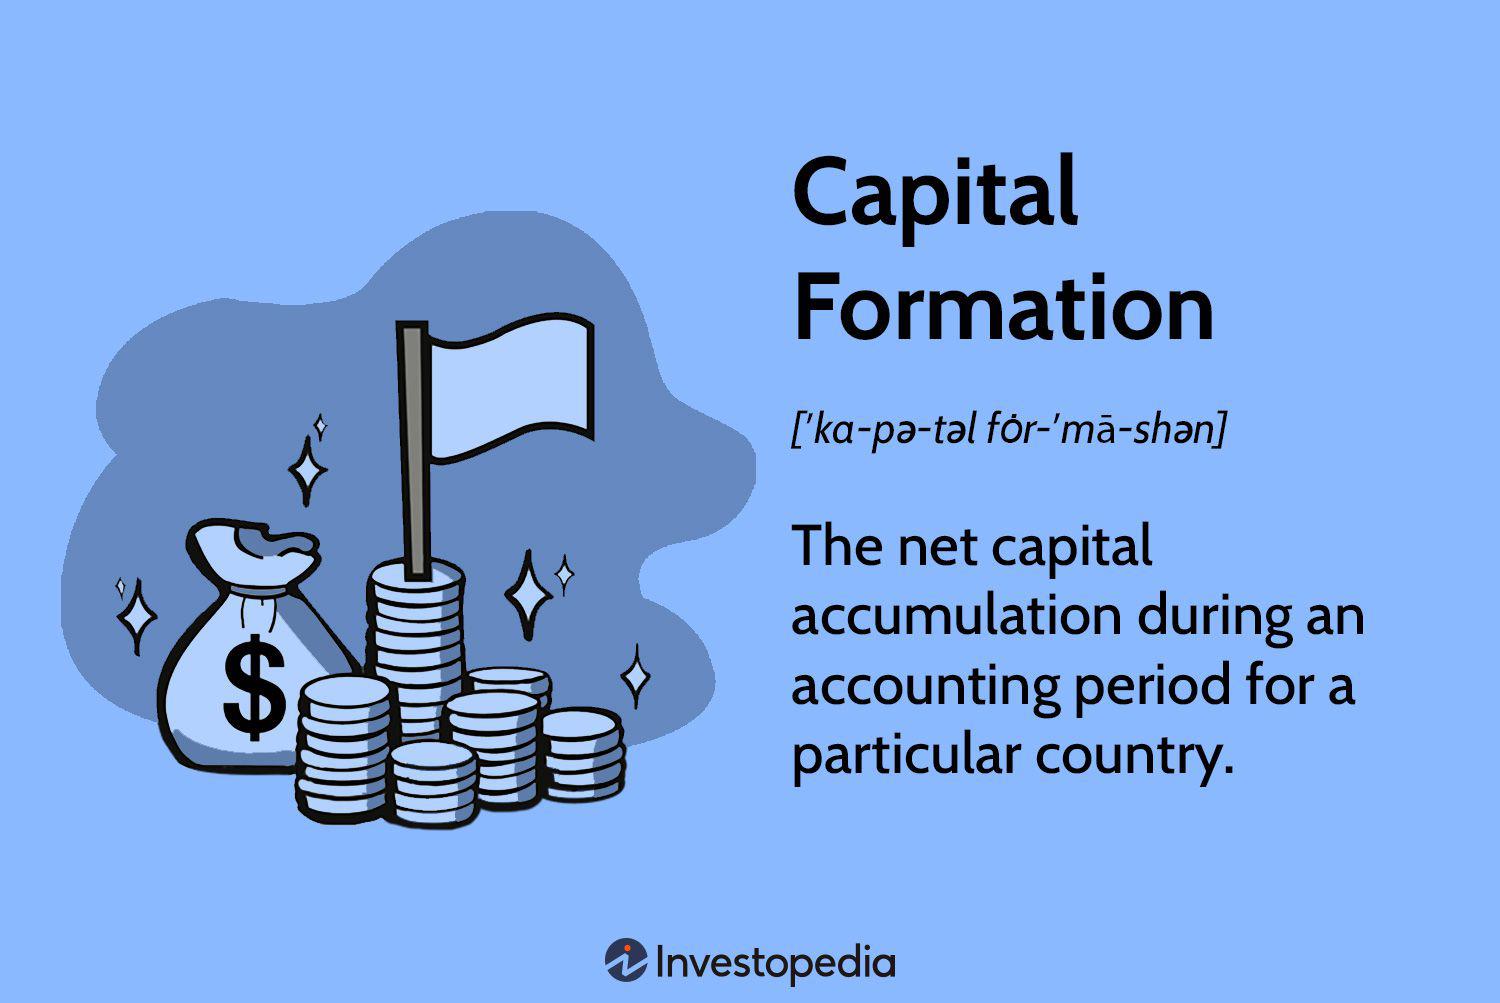 Capital
Formation
[ˈka-pə-təl fȯr-ˈmā-shən]
The net capital
accumulation during an
accounting period for a
particular country.
$
Investopedia